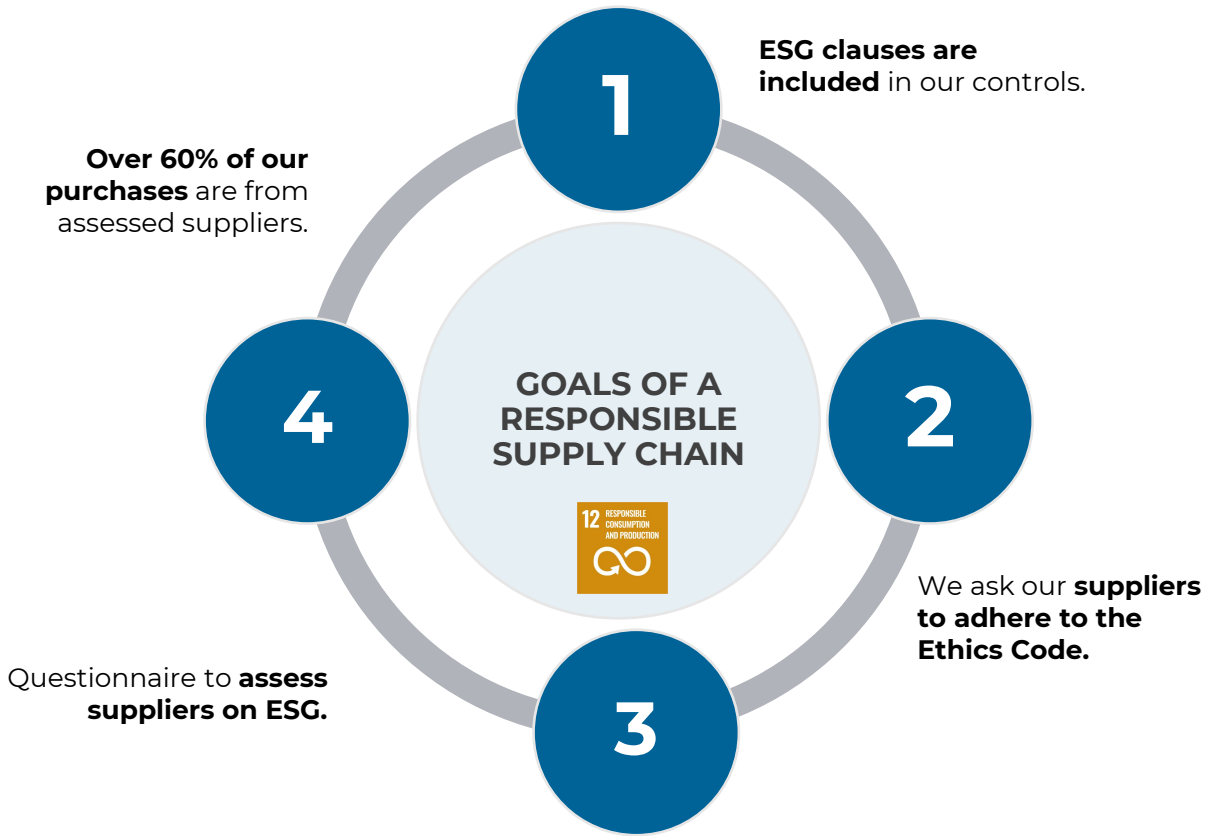 1
ESG clauses are
included in our controls.
2
We ask our suppliers
to adhere to the
Ethics Code.
3
Questionnaire to assess
suppliers on ESG.
4
Over 60% of our
purchases are from
assessed suppliers.
GOALS OF A
RESPONSIBLE
SUPPLY CHAIN
12 RESPONSIBLE
CONSUMPTION
AND PRODUCTION